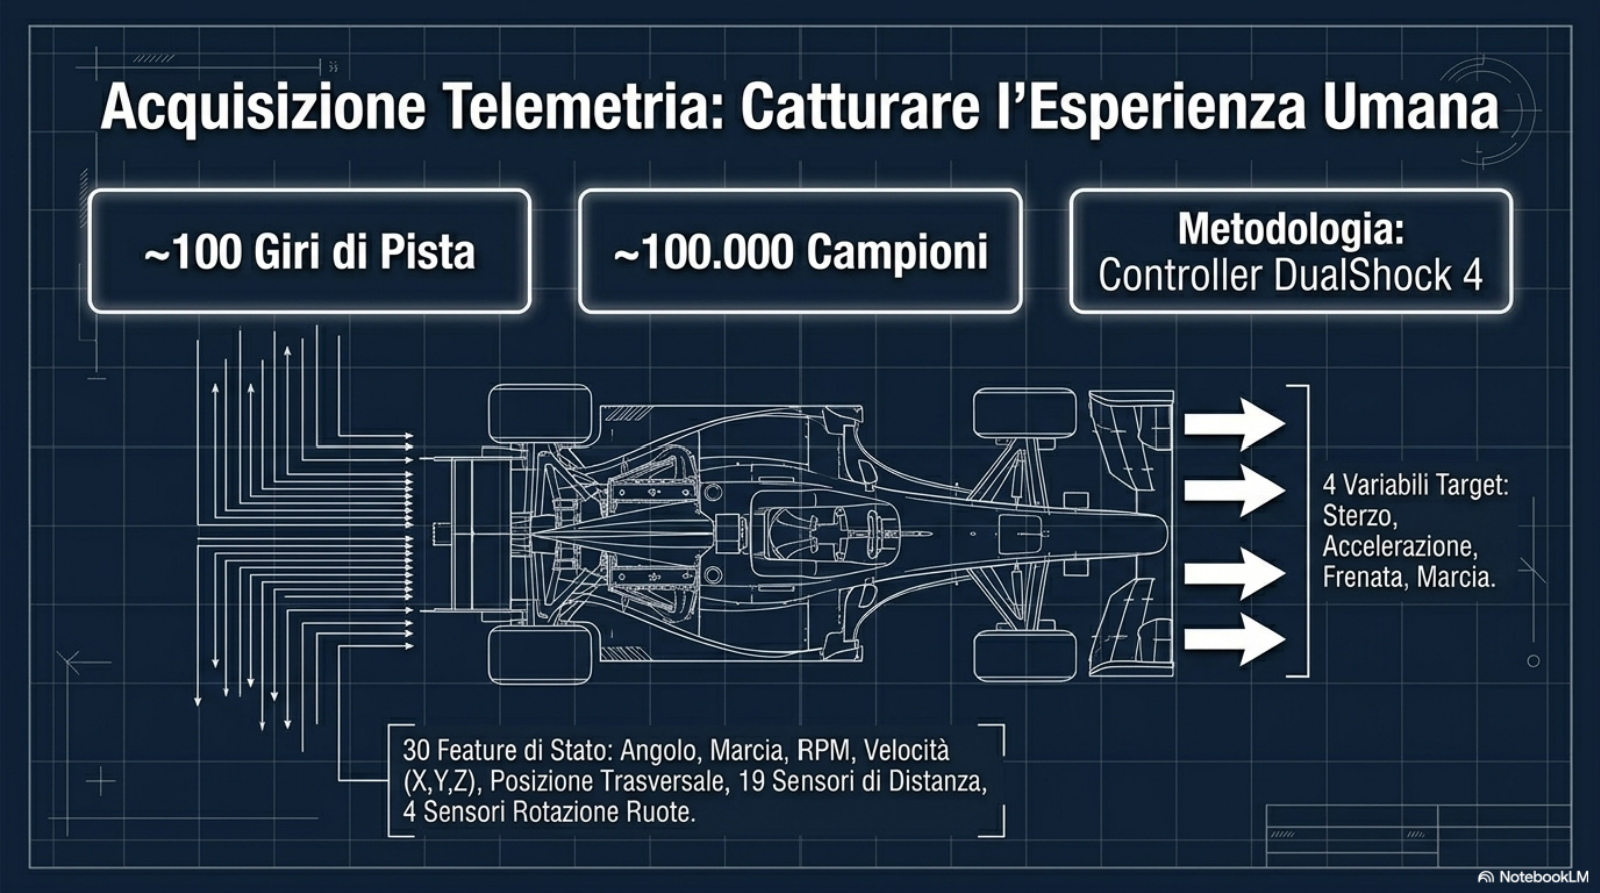 Acquisizione Telemetria: Catturare l’Esperienza Umana
~100 Giri di Pista
~100.000 Campioni
Metodologia:
Controller DualShock 4
4 Variabili Target:
Sterzo,
Accelerazione,
Frenata, Marcia.
30 Feature di Stato: Angolo, Marcia, RPM, Velocità
(X,Y,Z), Posizione Trasversale, 19 Sensori di Distanza,
4 Sensori Rotazione Ruote.
NotebookLM